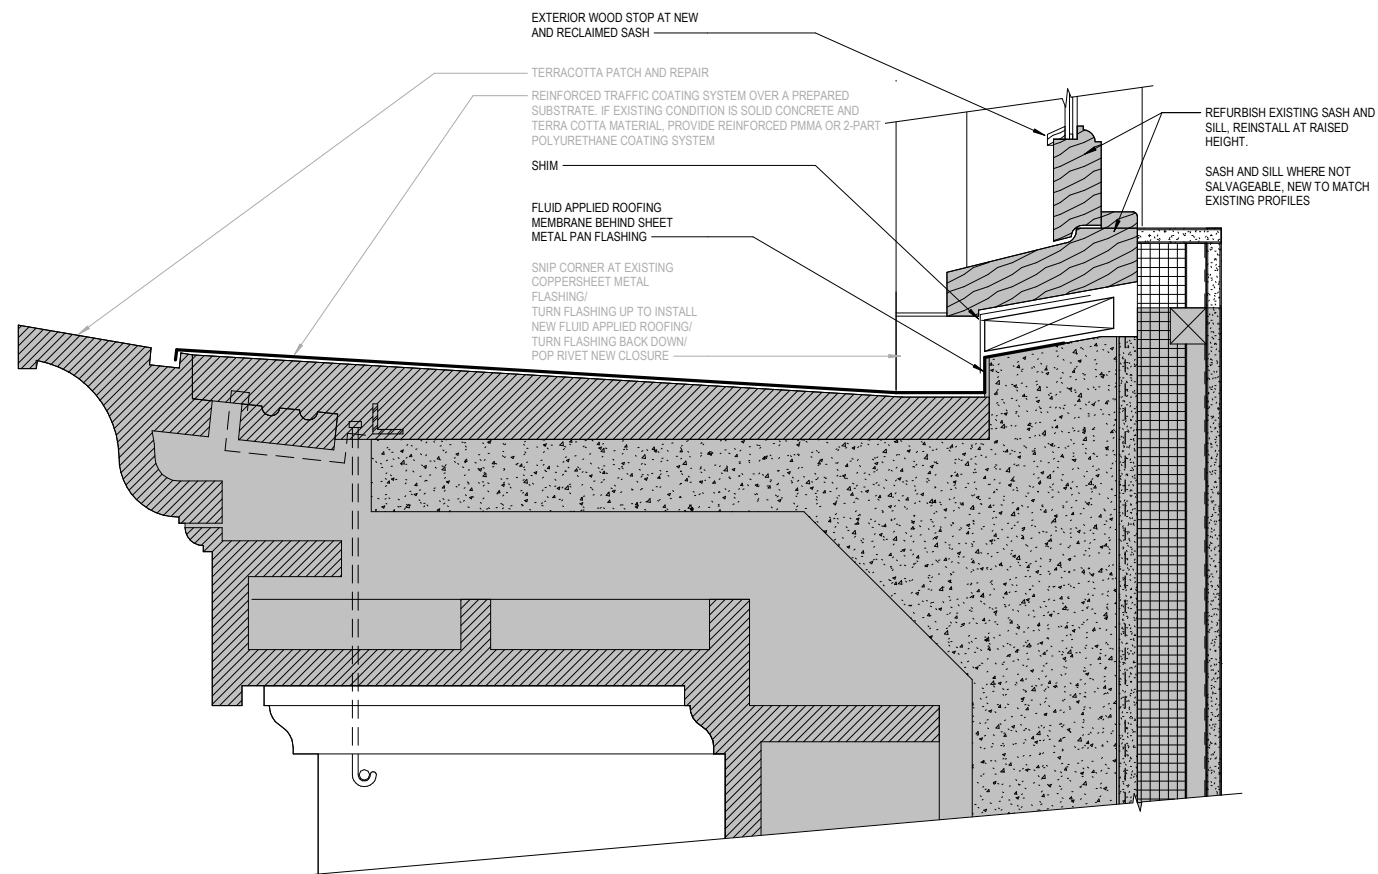 EXTERIOR WOOD STOP AT NEW
AND RECLAIMED SASH
TERRACOTTA PATCH AND REPAIR
REINFORCED TRAFFIC COATING SYSTEM OVER A PREPARED
SUBSTRATE. IF EXISTING CONDITION IS SOLID CONCRETE AND
TERRA COTTA MATERIAL, PROVIDE REINFORCED PMMA OR 2-PART
POLYURETHANE COATING SYSTEM
SHIM
FLUID APPLIED ROOFING
MEMBRANE BEHIND SHEET
METAL PAN FLASHING
SNIP CORNER AT EXISTING
COPPERSHEET METAL
FLASHING/
TURN FLASHING UP TO INSTALL
NEW FLUID APPLIED ROOFING/
TURN FLASHING BACK DOWN/
POP RIVET NEW CLOSURE
REFURBISH EXISTING SASH AND
SILL, REINSTALL AT RAISED
HEIGHT.
SASH AND SILL WHERE NOT
SALVAGEABLE, NEW TO MATCH
EXISTING PROFILES